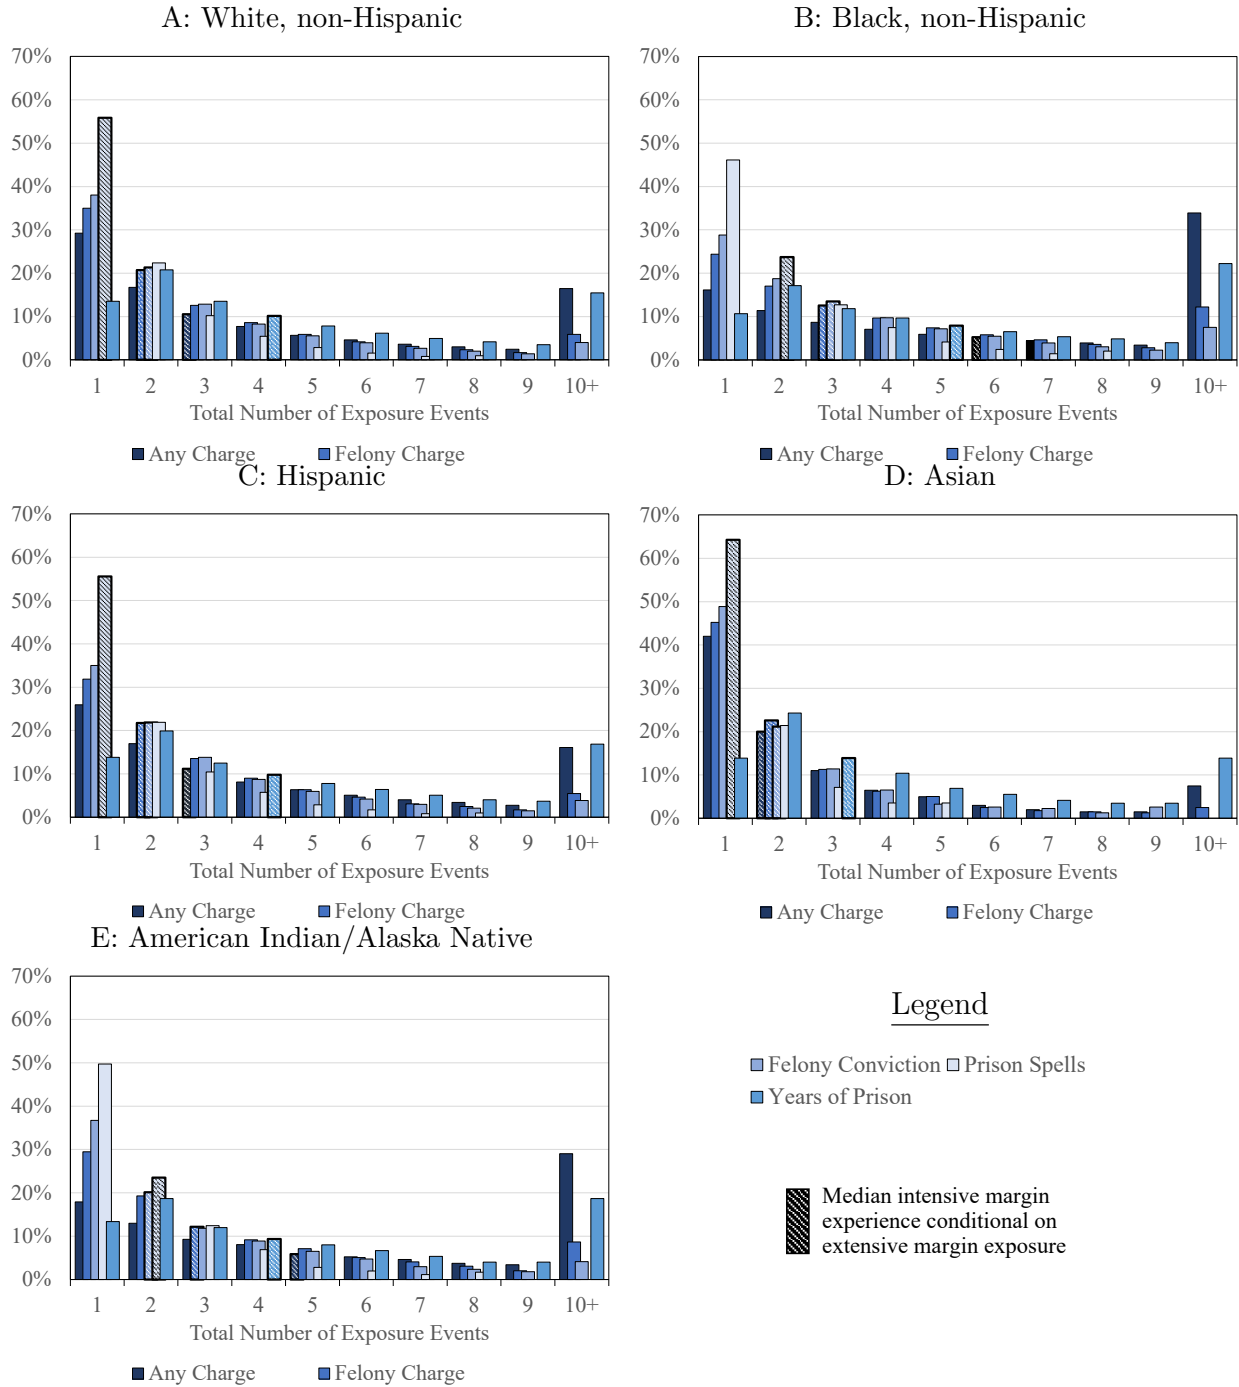 A: White, non-Hispanic
70%
60%
50%
40%
30%
20%
10%
0%
1 2 3 4 5 6 7 8 9 10+
Total Number of Exposure Events
Any Charge Felony Charge
B: Black, non-Hispanic
70%
60%
50%
40%
30%
20%
10%
0%
1 2 3 4 5 6 7 8 9 10+
Total Number of Exposure Events
Any Charge Felony Charge
C: Hispanic
70%
60%
50%
40%
30%
20%
10%
0%
1 2 3 4 5 6 7 8 9 10+
Total Number of Exposure Events
Any Charge Felony Charge
D: Asian
70%
60%
50%
40%
30%
20%
10%
0%
1 2 3 4 5 6 7 8 9 10+
Total Number of Exposure Events
Any Charge Felony Charge
E: American Indian/Alaska Native
70%
60%
50%
40%
30%
20%
10%
0%
1 2 3 4 5 6 7 8 9 10+
Total Number of Exposure Events
Any Charge Felony Charge
Legend
Felony Conviction Prison Spells
Years of Prison
Median intensive margin
experience conditional on
extensive margin exposure